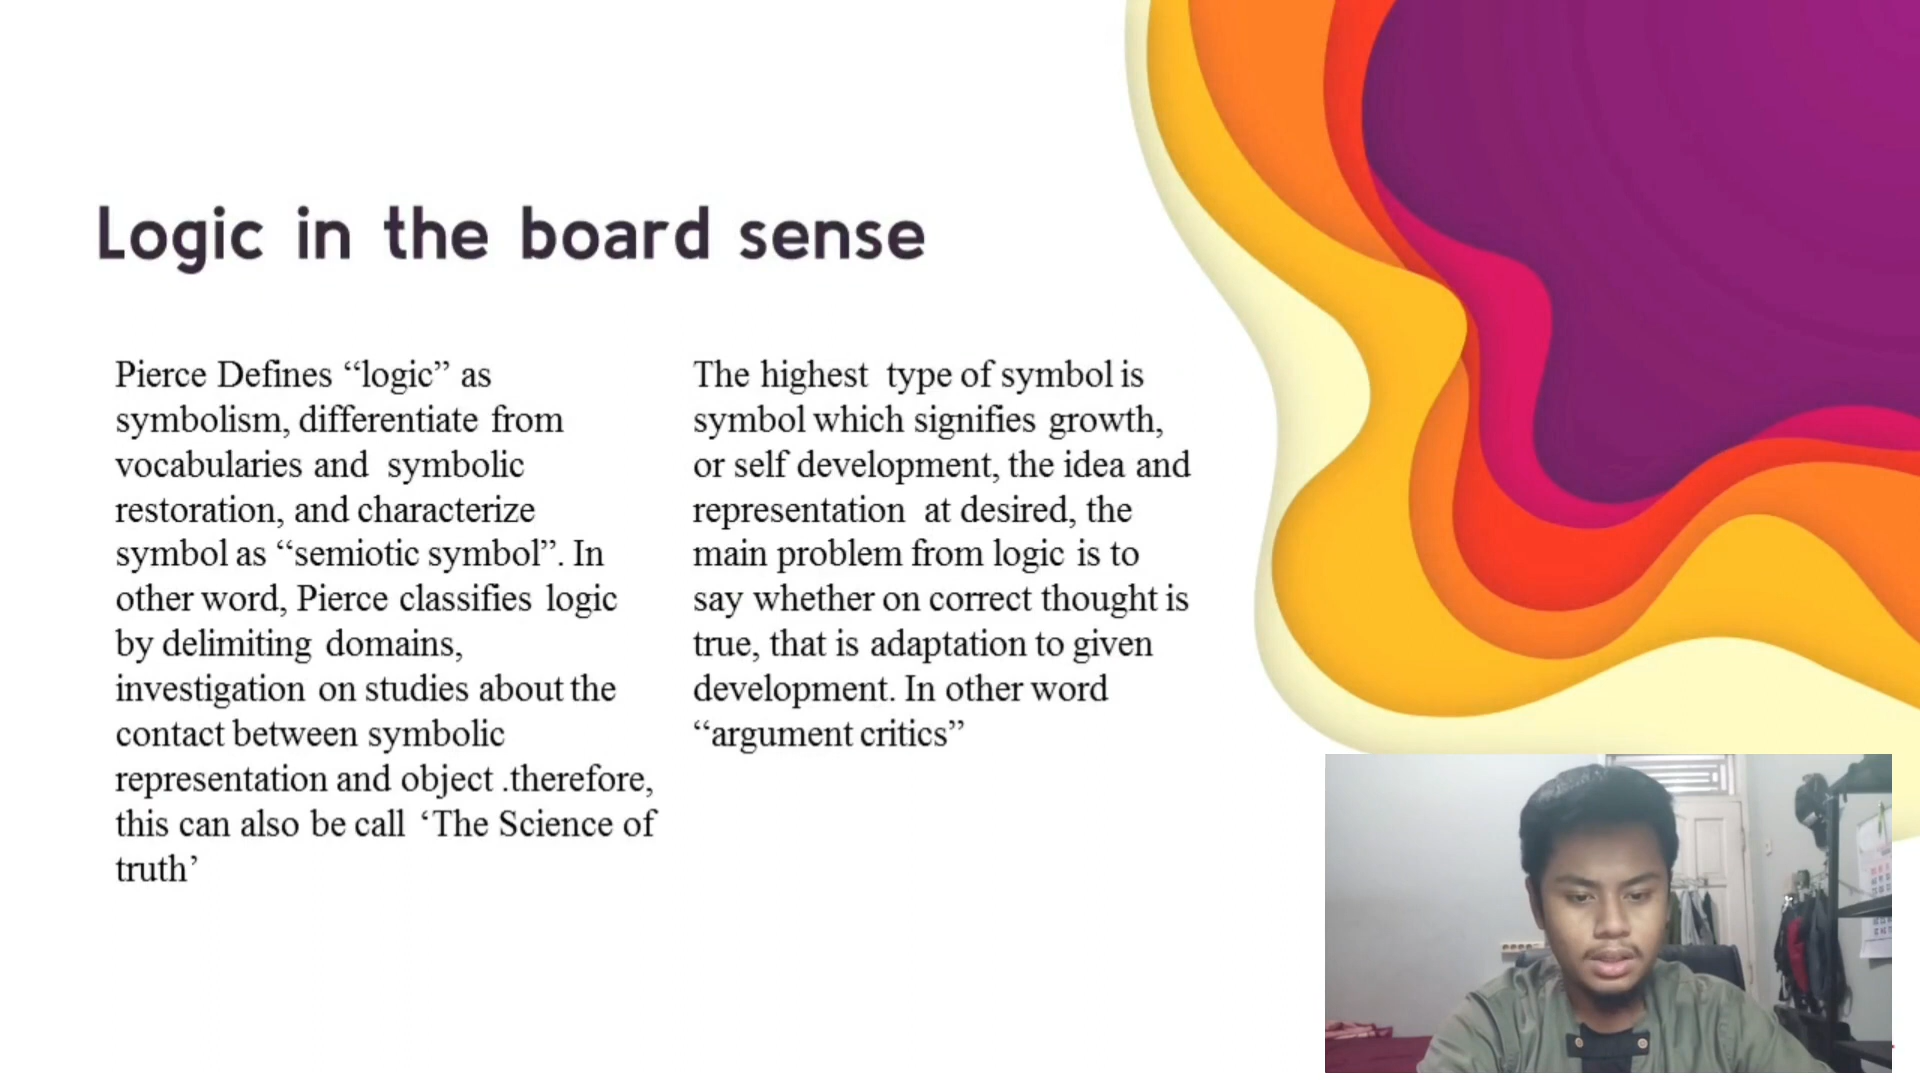 Logic in the board sense
Pierce Defines “logic” as
symbolism, differentiate from
vocabularies and symbolic
restoration, and characterize
symbol as “semiotic symbol”. In
other word, Pierce classifies logic
by delimiting domains,
investigation on studies about the
contact between symbolic
representation and object .therefore,
this can also be call ‘The Science of
truth’
The highest type of symbol is
symbol which signifies growth,
or self development, the idea and
representation at desired, the
main problem from logic is to
say whether on correct thought is
true, that is adaptation to given
development. In other word
“argument critics”